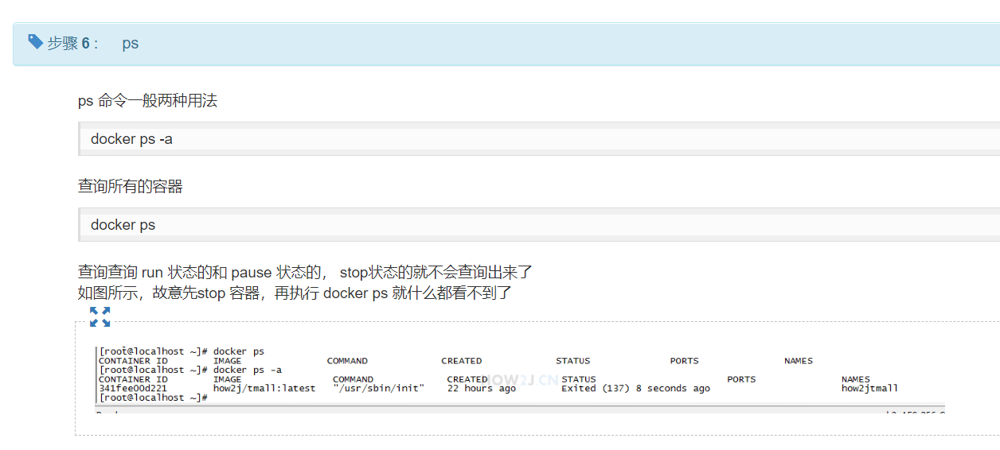 步骤 6 : ps
ps 命令一般两种用法
docker ps -a
查询所有的容器
docker ps
查询查询 run 状态的和 pause 状态的， stop状态的就不会查询出来了
如图所示，故意先stop 容器，再执行 docker ps 就什么都看不到了
[root@localhost ~]# docker ps
CONTAINER ID IMAGE COMMAND CREATED STATUS PORTS NAMES
[root@localhost ~]# docker ps -a
CONTAINER ID IMAGE COMMAND CREATED STATUS PORTS NAMES
341fee00d221 how2j/tmall:latest "/usr/sbin/init" 22 hours ago Exited (137) 8 seconds ago how2jtmall
[root@localhost ~]#
HOW2J.CN